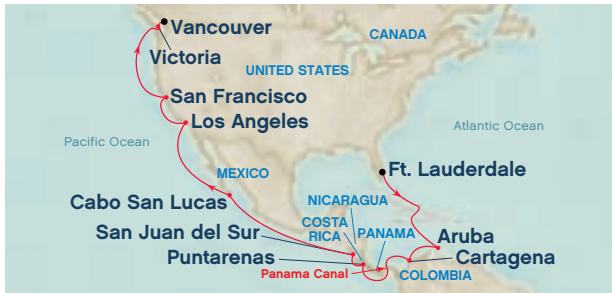 Vancouver
CANADA
Victoria
UNITED STATES
San Francisco
Los Angeles
Atlantic Ocean
Pacific Ocean
Ft. Lauderdale
MEXICO
Cabo San Lucas
NICARAGUA
COSTA
RICA
PANAMA
San Juan del Sur
Aruba
Puntarenas
Cartagena
Panama Canal
COLOMBIA